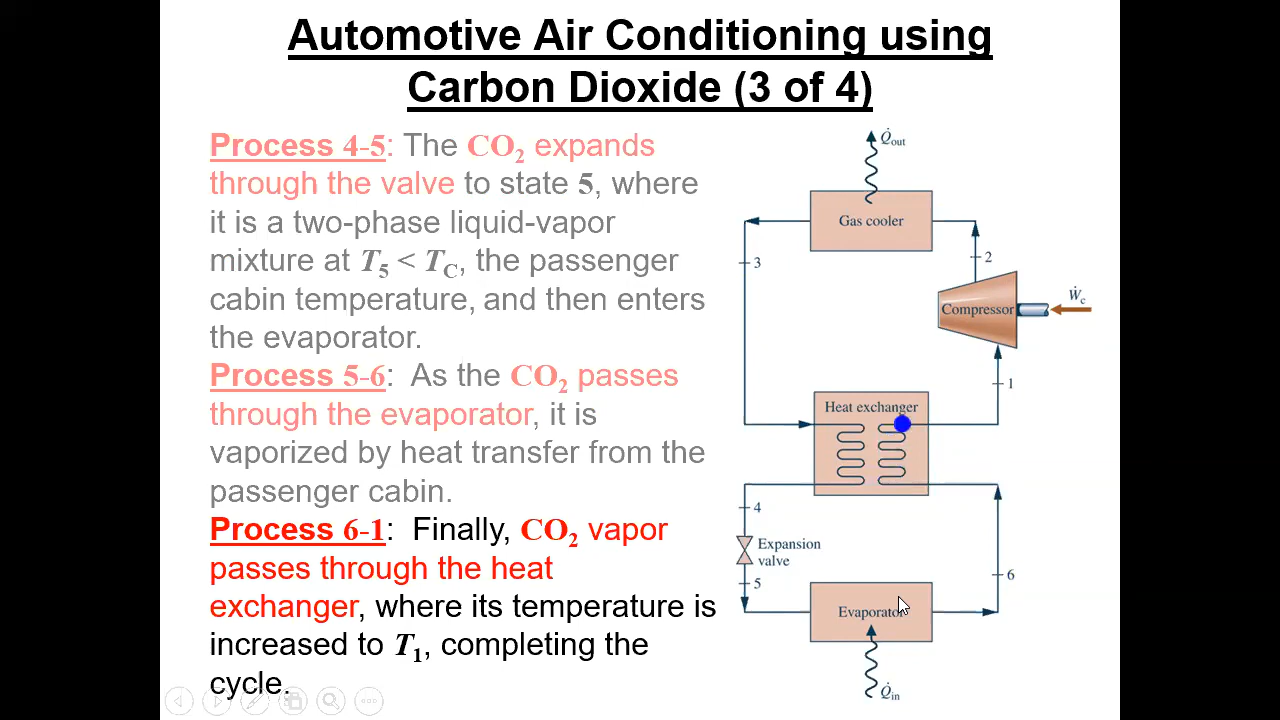 Automotive Air Conditioning using
Carbon Dioxide (3 of 4)
Process 4-5: The CO₂ expands
through the valve to state 5, where
it is a two-phase liquid-vapor
mixture at T₅ < T_C, the passenger
cabin temperature, and then enters
the evaporator.
Process 5-6:  As the CO₂ passes
through the evaporator, it is
vaporized by heat transfer from the
passenger cabin.
Process 6-1:  Finally, CO₂ vapor
passes through the heat
exchanger, where its temperature is
increased to T₁, completing the
cycle.
Q̇out
Gas cooler
3
2
Ẇc
Compressor
1
Heat exchanger
4
Expansion
valve
5
6
Evaporator
Q̇in